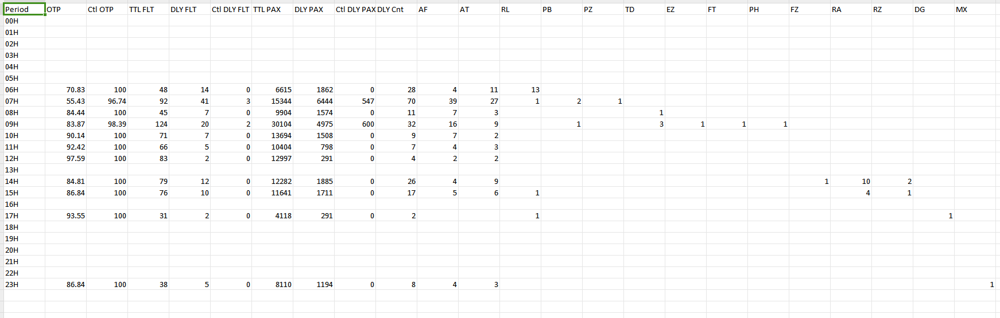 Period OTP Ctl OTP TTL FLT DLY FLT Ctl DLY FLT TTL PAX DLY PAX Ctl DLY PAX DLY Cnt AF AT RL PB PZ TD EZ FT PH FZ RA RZ DG MX
00H
01H
02H
03H
04H
05H
06H 70.83 100 48 14 0 6615 1862 0 28 4 11 13
07H 55.43 96.74 92 41 3 15344 6444 547 70 39 27 1 2 1
08H 84.44 100 45 7 0 9904 1574 0 11 7 3 1
09H 83.87 98.39 124 20 2 30104 4975 600 32 16 9 1 3 1 1 1
10H 90.14 100 71 7 0 13694 1508 0 9 7 2
11H 92.42 100 66 5 0 10404 798 0 7 4 3
12H 97.59 100 83 2 0 12997 291 0 4 2 2
13H
14H 84.81 100 79 12 0 12282 1885 0 26 4 9 1 10 2
15H 86.84 100 76 10 0 11641 1711 0 17 5 6 1 4 1
16H
17H 93.55 100 31 2 0 4118 291 0 2 1 1
18H
19H
20H
21H
22H
23H 86.84 100 38 5 0 8110 1194 0 8 4 3 1